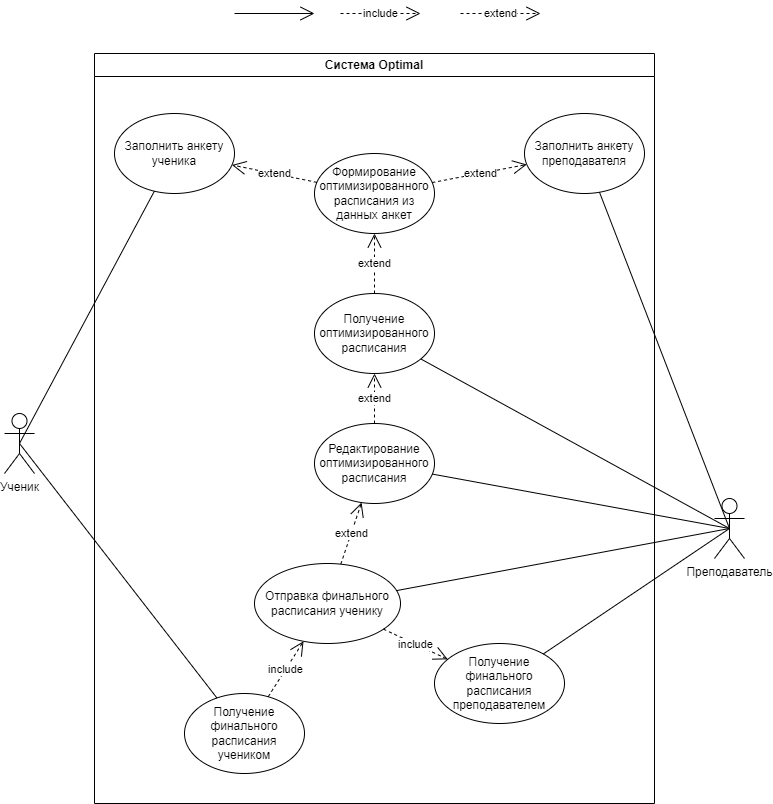 include
extend
Система Optimal
Заполнить анкету
ученика
Заполнить анкету
преподавателя
extend
extend
Формирование
оптимизированного
расписания из
данных анкет
extend
Получение
оптимизированного
расписания
extend
Редактирование
оптимизированного
расписания
Ученик
extend
Преподаватель
Отправка финального
расписания ученику
include
include
Получение
финального
расписания
преподавателем
Получение
финального
расписания
учеником